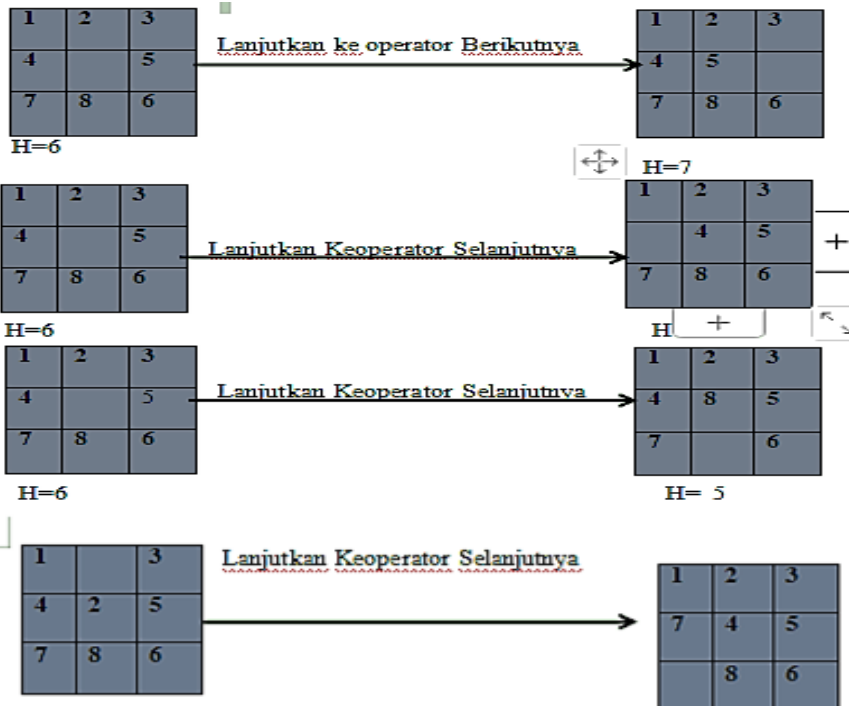 1 2 3 1 2 3
Lanjutkan ke operator Berikutnya
4 5 4 5
7 8 6 7 8 6
H=6
H=7
1 2 3 1 2 3
4 5 4 5
Lanjutkan Keoperator Selanjutnya
+
7 8 6 7 8 6
H=6 H +
1 2 3 1 2 3
Lanjutkan Keoperator Selanjutnya
4 5 4 8 5
7 8 6 7 6
H=6 H= 5
1 3 Lanjutkan Keoperator Selanjutnya
1 2 3
4 2 5
7 4 5
7 8 6
8 6